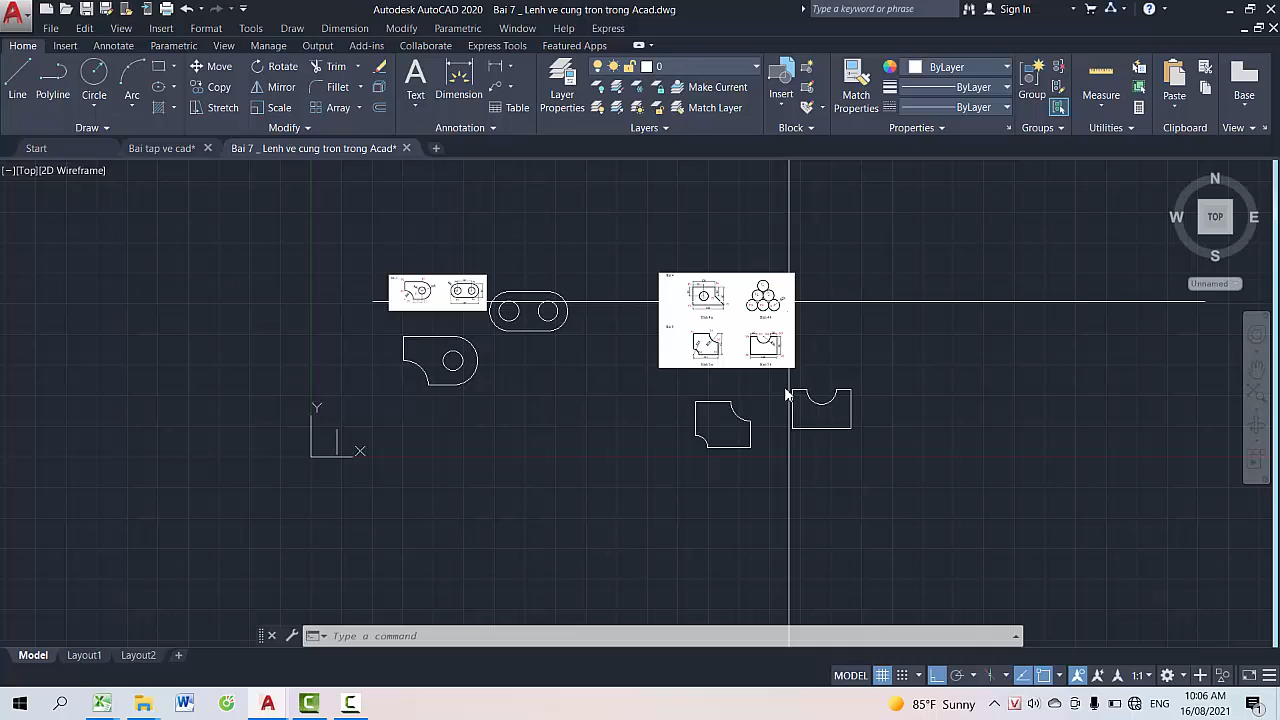 Autodesk AutoCAD 2020 Bai 7 _ Lenh ve cung tron trong Acad.dwg
Type a keyword or phrase
Sign In
File Edit View Insert Format Tools Draw Dimension Modify Parametric Window Help Express
Home Insert Annotate Parametric View Manage Output Add-ins Collaborate Express Tools Featured Apps
Line Polyline Circle Arc
Move Rotate Trim
Copy Mirror Fillet
Stretch Scale Array
Text Dimension Table
Layer Properties
0
Make Current
Match Layer
Insert
Match Properties
ByLayer
ByLayer
ByLayer
Group
Measure
Paste
Base
Draw Modify Annotation Layers Block Properties Groups Utilities Clipboard View
Start Bai tap ve cad* Bai 7 _ Lenh ve cung tron trong Acad*
[−][Top][2D Wireframe]
N
W TOP E
S
Unnamed
Y
X
Type a command
Model Layout1 Layout2
MODEL 1:1
85°F Sunny ENG 10:06 AM
16/08/2021